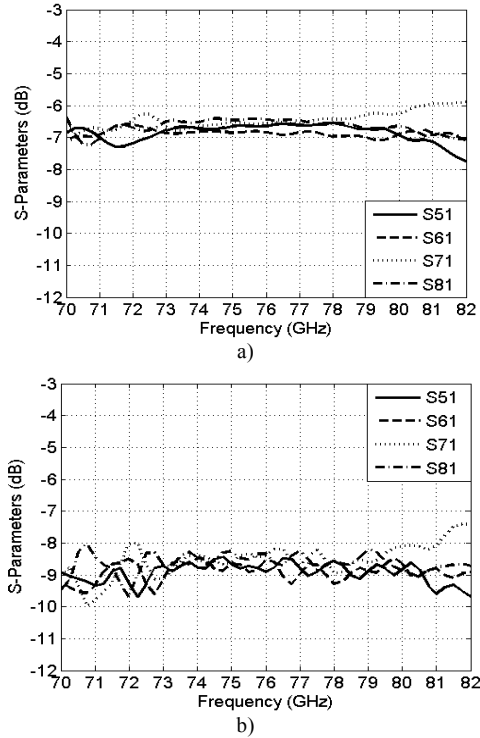 -3
-4
-5
-6
-7
-8
-9
-10
-11
-12
S-Parameters (dB)
S51
S61
S71
S81
70 71 72 73 74 75 76 77 78 79 80 81 82
Frequency (GHz)
a)
-3
-4
-5
-6
-7
-8
-9
-10
-11
-12
S-Parameters (dB)
S51
S61
S71
S81
70 71 72 73 74 75 76 77 78 79 80 81 82
Frequency (GHz)
b)